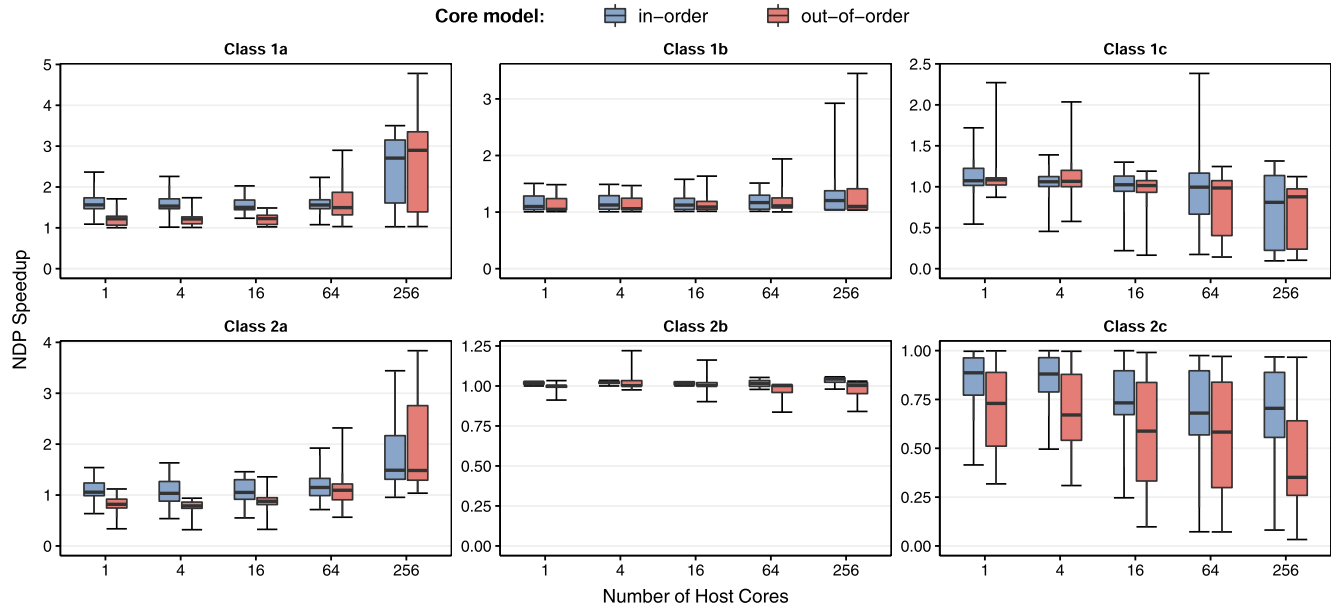 Core model: in−order out−of−order
Class 1a Class 1b Class 1c
5
4
3
2
1
0
1 4 16 64 256
3
2
1
0
1 4 16 64 256
2.5
2.0
1.5
1.0
0.5
0.0
1 4 16 64 256
NDP Speedup
Class 2a Class 2b Class 2c
4
3
2
1
0
1 4 16 64 256
1.25
1.00
0.75
0.50
0.25
0.00
1 4 16 64 256
1.00
0.75
0.50
0.25
0.00
1 4 16 64 256
Number of Host Cores